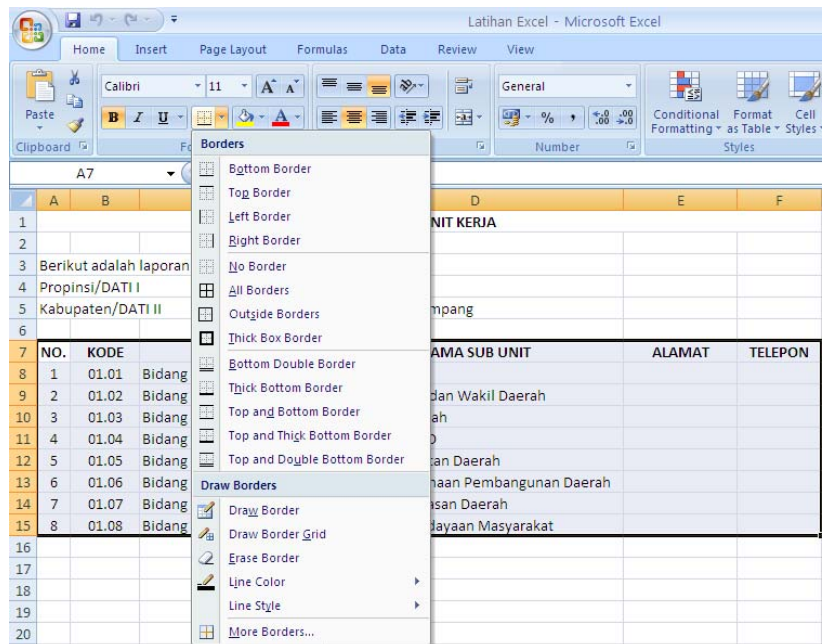 Latihan Excel - Microsoft Excel
Home Insert Page Layout Formulas Data Review View
Calibri 11 General
Paste B I U A A A % , .0 .00 .00 .0 Conditional Formatting Format as Table Cell Styles
Clipboard Number Styles
A7
Borders
Bottom Border
Top Border
Left Border
Right Border
No Border
All Borders
Outside Borders
Thick Box Border
Bottom Double Border
Thick Bottom Border
Top and Bottom Border
Top and Thick Bottom Border
Top and Double Bottom Border
Draw Borders
Draw Border
Draw Border Grid
Erase Border
Line Color
Line Style
More Borders...
A B D E F
1 NIT KERJA
2
3 Berikut adalah laporan
4 Propinsi/DATI I
5 Kabupaten/DATI II mpang
6
7 NO. KODE AMA SUB UNIT ALAMAT TELEPON
8 1 01.01 Bidang
9 2 01.02 Bidang dan Wakil Daerah
10 3 01.03 Bidang ah
11 4 01.04 Bidang
12 5 01.05 Bidang an Daerah
13 6 01.06 Bidang naan Pembangunan Daerah
14 7 01.07 Bidang asan Daerah
15 8 01.08 Bidang dayaan Masyarakat
16
17
18
19
20